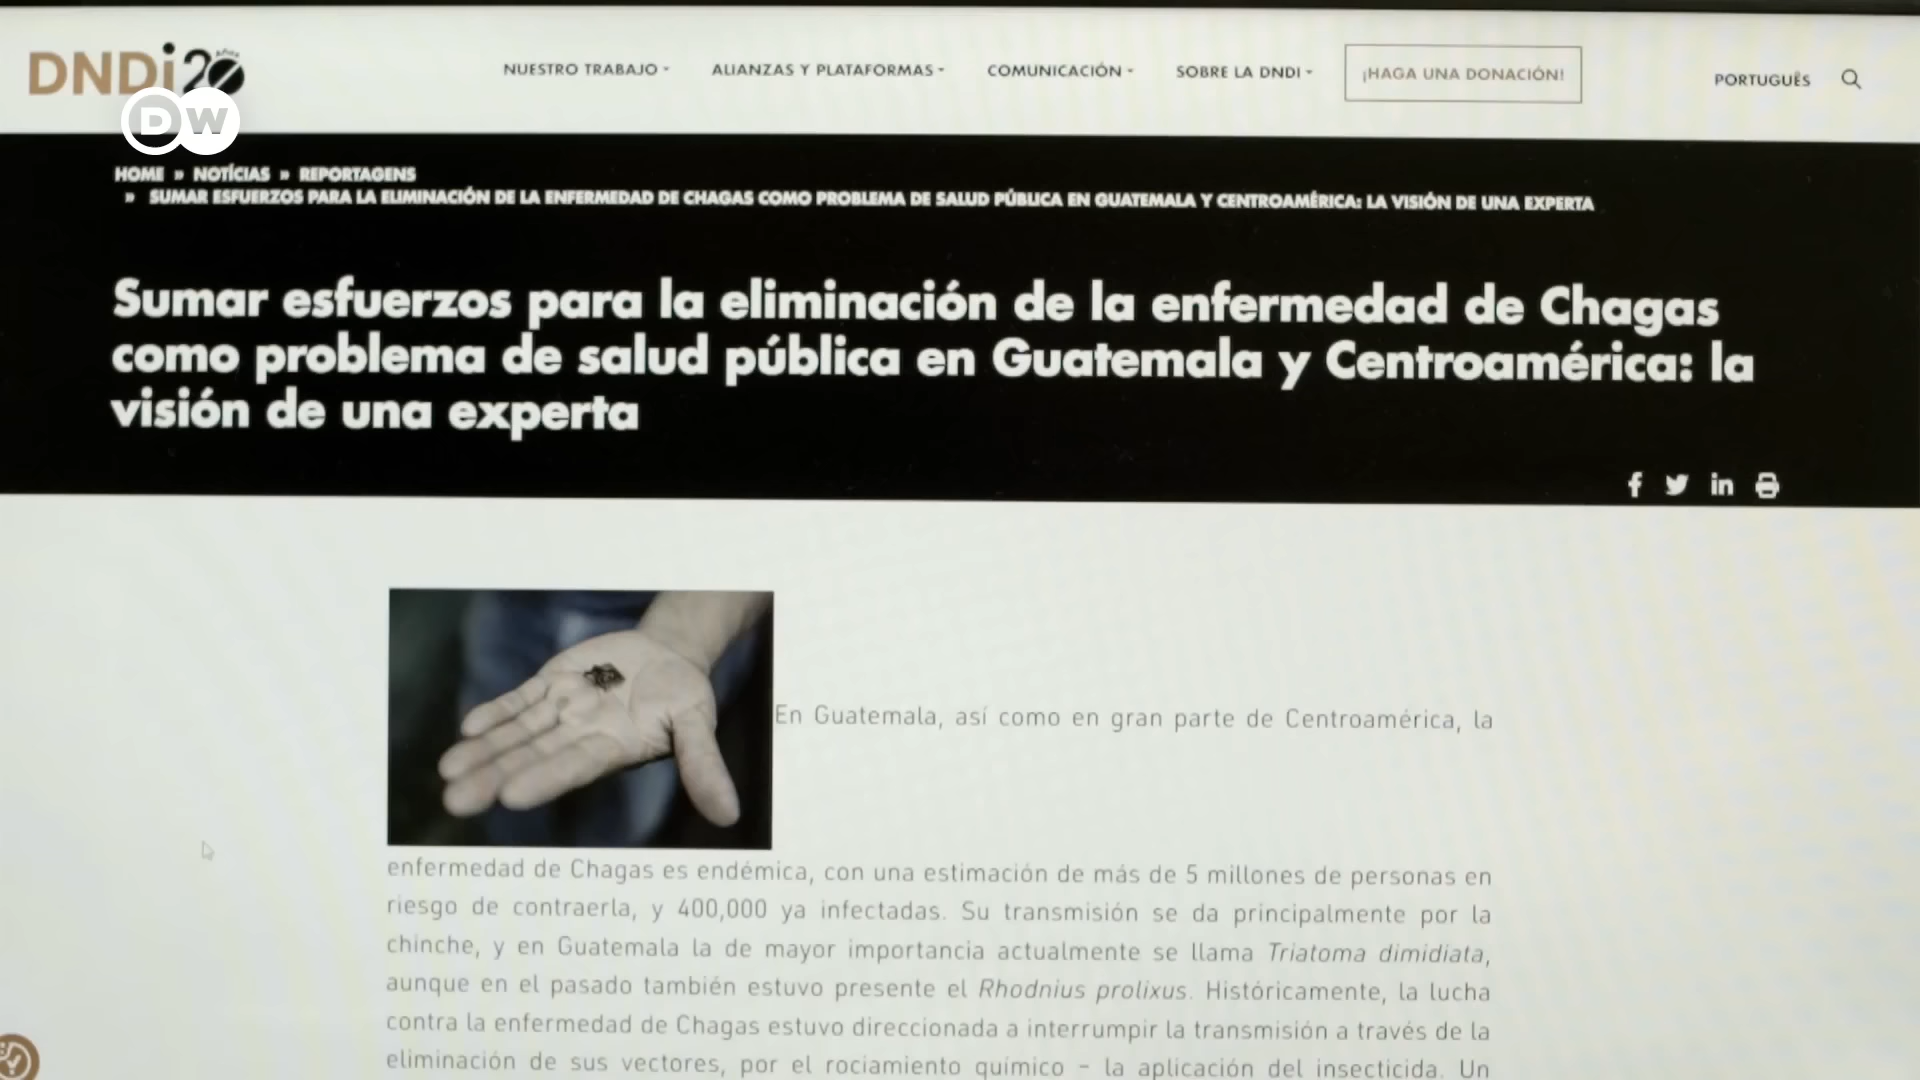 DNDi 20
DW
NUESTRO TRABAJO
ALIANZAS Y PLATAFORMAS
COMUNICACIÓN
SOBRE LA DNDI
¡HAGA UNA DONACIÓN!
PORTUGUÊS
HOME » NOTÍCIAS » REPORTAGENS
» SUMAR ESFUERZOS PARA LA ELIMINACIÓN DE LA ENFERMEDAD DE CHAGAS COMO PROBLEMA DE SALUD PÚBLICA EN GUATEMALA Y CENTROAMÉRICA: LA VISIÓN DE UNA EXPERTA
Sumar esfuerzos para la eliminación de la enfermedad de Chagas
como problema de salud pública en Guatemala y Centroamérica: la
visión de una experta
En Guatemala, así como en gran parte de Centroamérica, la
enfermedad de Chagas es endémica, con una estimación de más de 5 millones de personas en
riesgo de contraerla, y 400,000 ya infectadas. Su transmisión se da principalmente por la
chinche, y en Guatemala la de mayor importancia actualmente se llama Triatoma dimidiata,
aunque en el pasado también estuvo presente el Rhodnius prolixus. Históricamente, la lucha
contra la enfermedad de Chagas estuvo direccionada a interrumpir la transmisión a través de la
eliminación de sus vectores, por el rociamiento químico – la aplicación del insecticida. Un